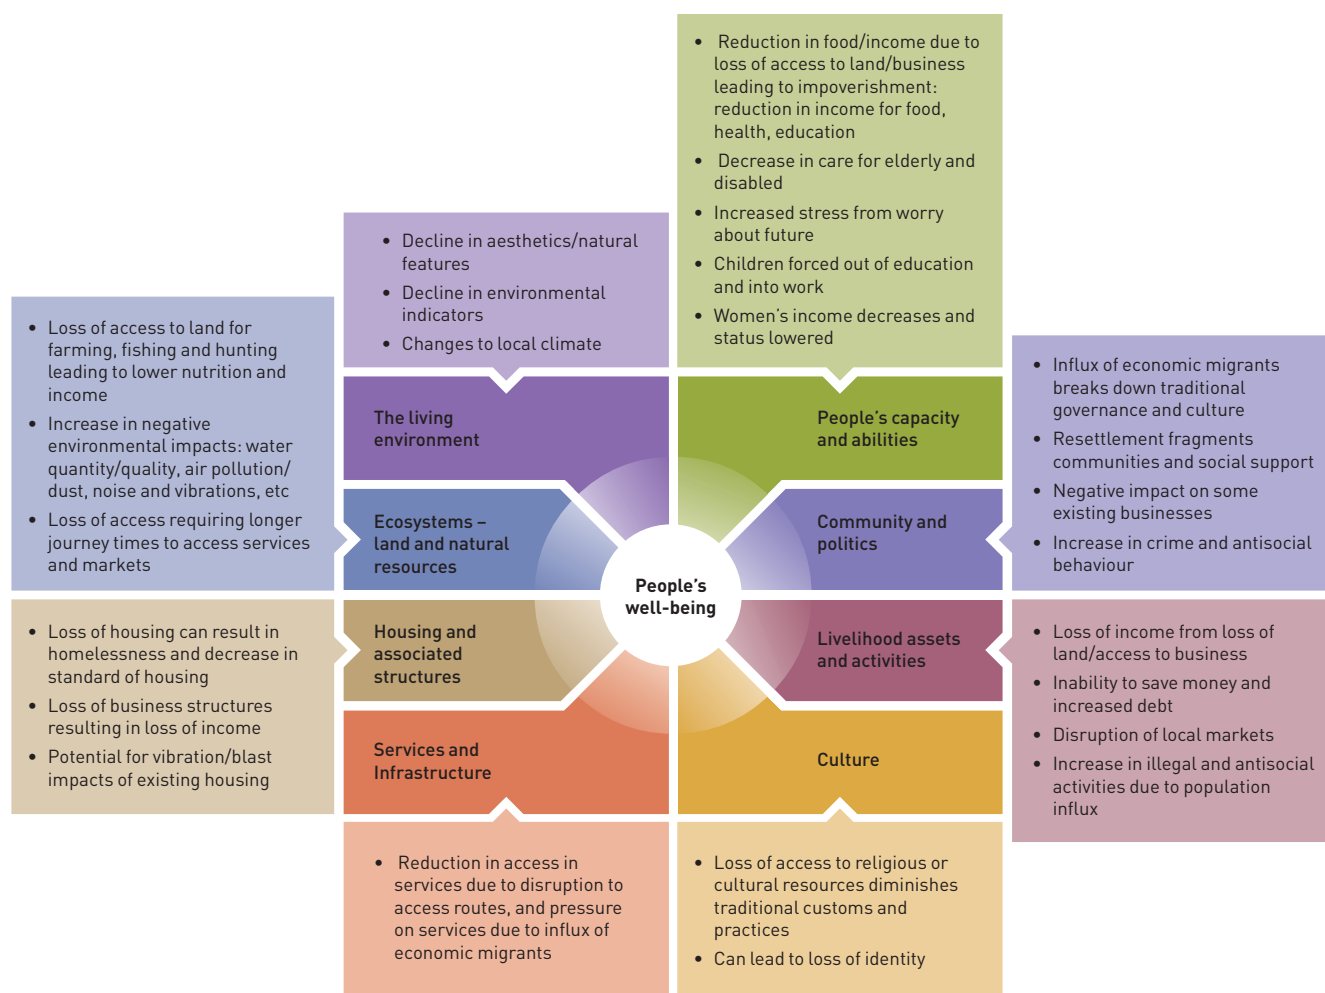 • Reduction in food/income due to
loss of access to land/business
leading to impoverishment:
reduction in income for food,
health, education
• Decrease in care for elderly and
disabled
• Increased stress from worry
about future
• Children forced out of education
and into work
• Women's income decreases and
status lowered
• Decline in aesthetics/natural
features
• Decline in environmental
indicators
• Changes to local climate
• Loss of access to land for
farming, fishing and hunting
leading to lower nutrition and
income
• Increase in negative
environmental impacts: water
quantity/quality, air pollution/
dust, noise and vibrations, etc
• Loss of access requiring longer
journey times to access services
and markets
• Influx of economic migrants
breaks down traditional
governance and culture
• Resettlement fragments
communities and social support
• Negative impact on some
existing businesses
• Increase in crime and antisocial
behaviour
The living
environment
People's capacity
and abilities
Ecosystems –
land and natural
resources
Community and
politics
People's
well-being
Housing and
associated
structures
Livelihood assets
and activities
Services and
Infrastructure
Culture
• Loss of housing can result in
homelessness and decrease in
standard of housing
• Loss of business structures
resulting in loss of income
• Potential for vibration/blast
impacts of existing housing
• Loss of income from loss of
land/access to business
• Inability to save money and
increased debt
• Disruption of local markets
• Increase in illegal and antisocial
activities due to population
influx
• Reduction in access in
services due to disruption to
access routes, and pressure
on services due to influx of
economic migrants
• Loss of access to religious or
cultural resources diminishes
traditional customs and
practices
• Can lead to loss of identity